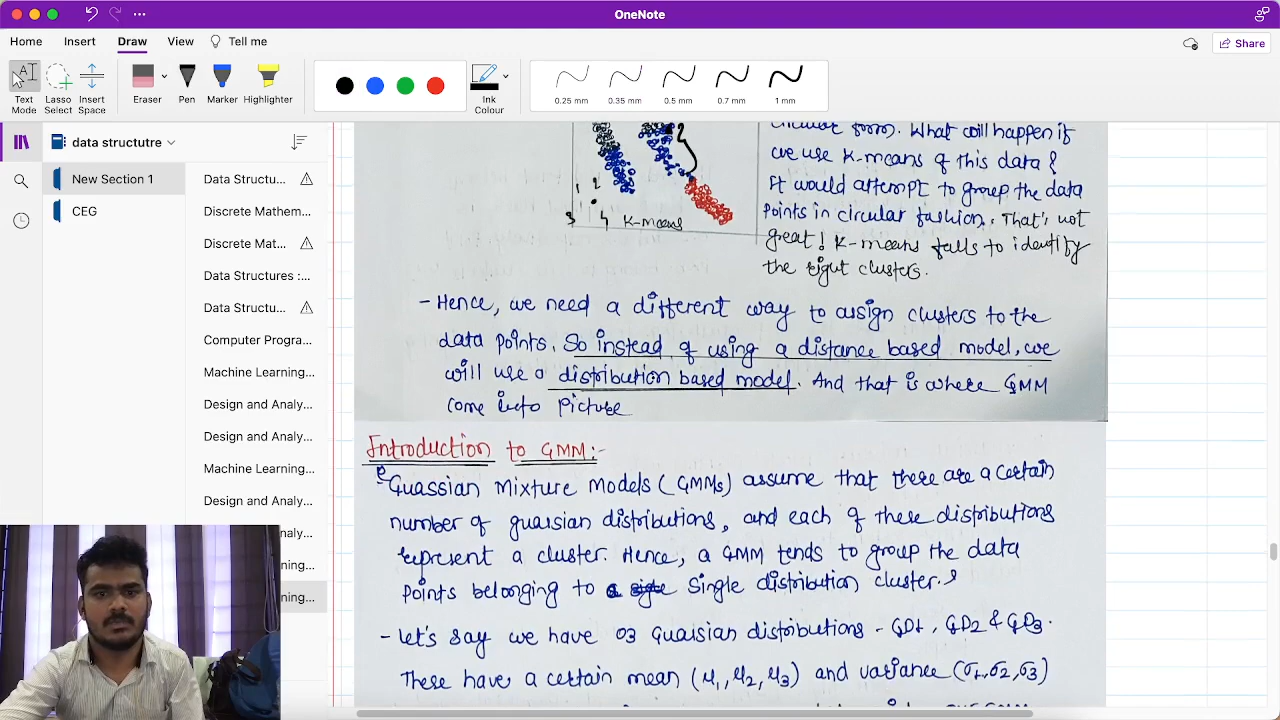 OneNote
Home Insert Draw View Tell me
Share
Text Mode
Lasso Select
Insert Space
Eraser
Pen
Marker
Highlighter
Ink Colour
0.25 mm 0.35 mm 0.5 mm 0.7 mm 1 mm
data structutre
New Section 1
CEG
Data Structu...
Discrete Mathem...
Discrete Mat...
Data Structures :...
Data Structu...
Computer Progra...
Machine Learning...
Design and Analy...
Design and Analy...
Machine Learning...
Design and Analy...
ing...
ning...
1 2
3 4 K-means
circular form. What will happen if
we use K-means of this data?
It would attempt to group the data
Points in circular fashion. That's not
great! K-means falls to identify
the right clusters.
- Hence, we need a different way to assign clusters to the
data points. So instead of using a distance based model, we
will use a distribution based model. And that is where GMM
come into Picture
Introduction to GMM:-
Guassian Mixture Models (GMMs) assume that there are a certain
number of guassian distributions, and each of these distributions
represent a cluster. Hence, a GMM tends to group the data
Points belonging to a single distribution cluster.
- Let's say we have 03 Guassian distributions - GD1, GD2 & GD3.
These have a certain mean (μ1, μ2, μ3) and variance (σ1, σ2, σ3)